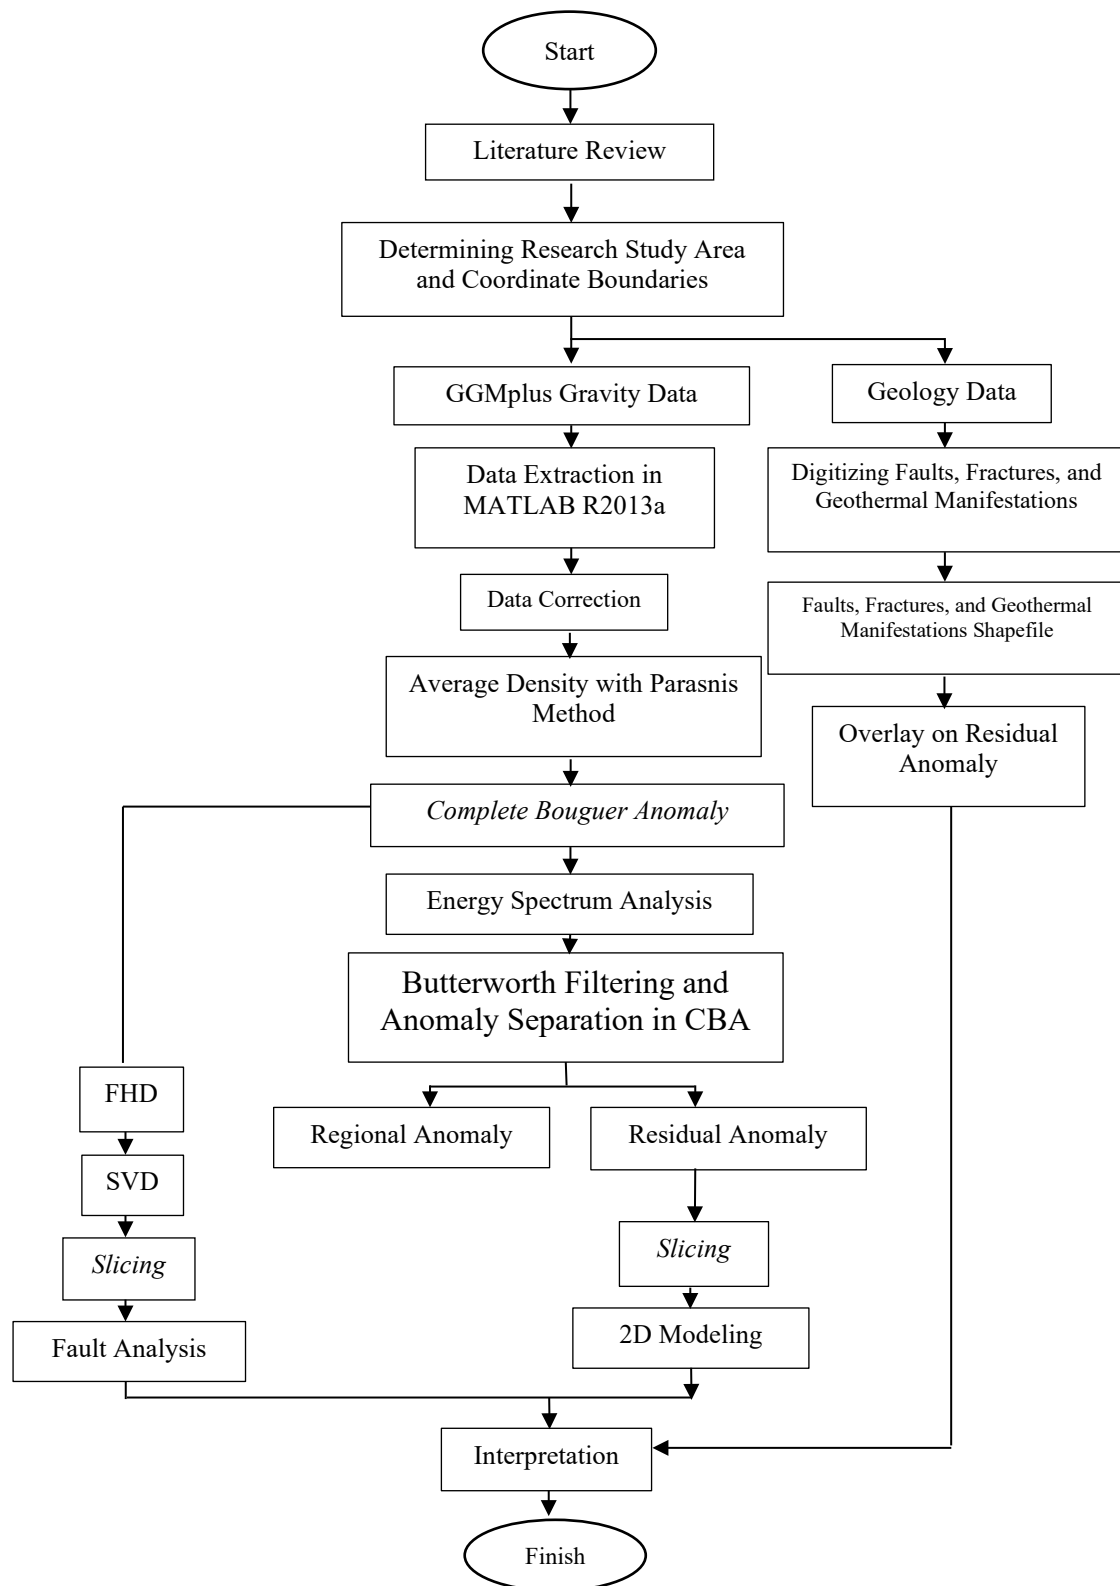 Start
Literature Review
Determining Research Study Area
and Coordinate Boundaries
GGMplus Gravity Data
Geology Data
Data Extraction in
MATLAB R2013a
Digitizing Faults, Fractures, and
Geothermal Manifestations
Data Correction
Faults, Fractures, and Geothermal
Manifestations Shapefile
Average Density with Parasnis
Method
Overlay on Residual
Anomaly
Complete Bouguer Anomaly
Energy Spectrum Analysis
Butterworth Filtering and
Anomaly Separation in CBA
FHD
Regional Anomaly
Residual Anomaly
SVD
Slicing
Slicing
Fault Analysis
2D Modeling
Interpretation
Finish